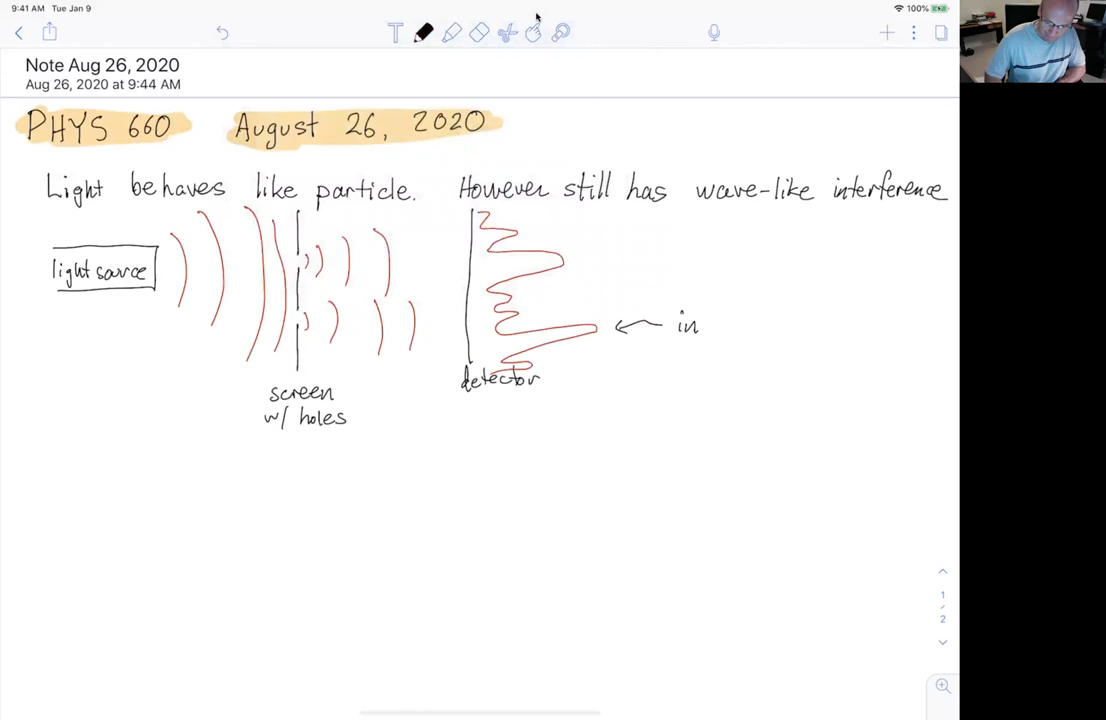 9:41 AM Tue Jan 9
100%
Note Aug 26, 2020
Aug 26, 2020 at 9:44 AM
PHYS 660 August 26, 2020
Light behaves like particle. However still has wave-like interference
light source
in
detector
screen
w/ holes
1
/
2